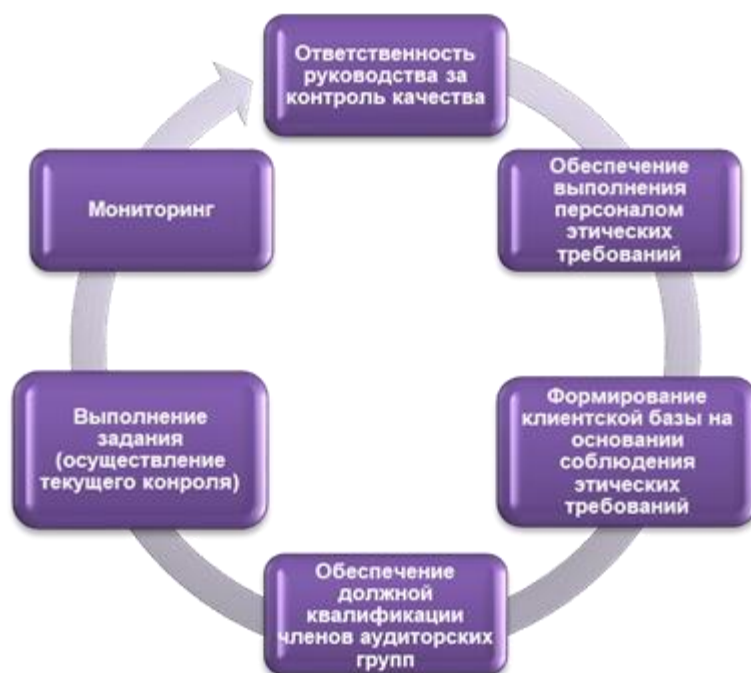 Ответственность
руководства за
контроль качества
Обеспечение
выполнения
персоналом
этических
требований
Формирование
клиентской базы на
основании
соблюдения
этических
требований
Обеспечение
должной
квалификации
членов аудиторских
групп
Выполнение
задания
(осуществление
текущего конроля)
Мониторинг